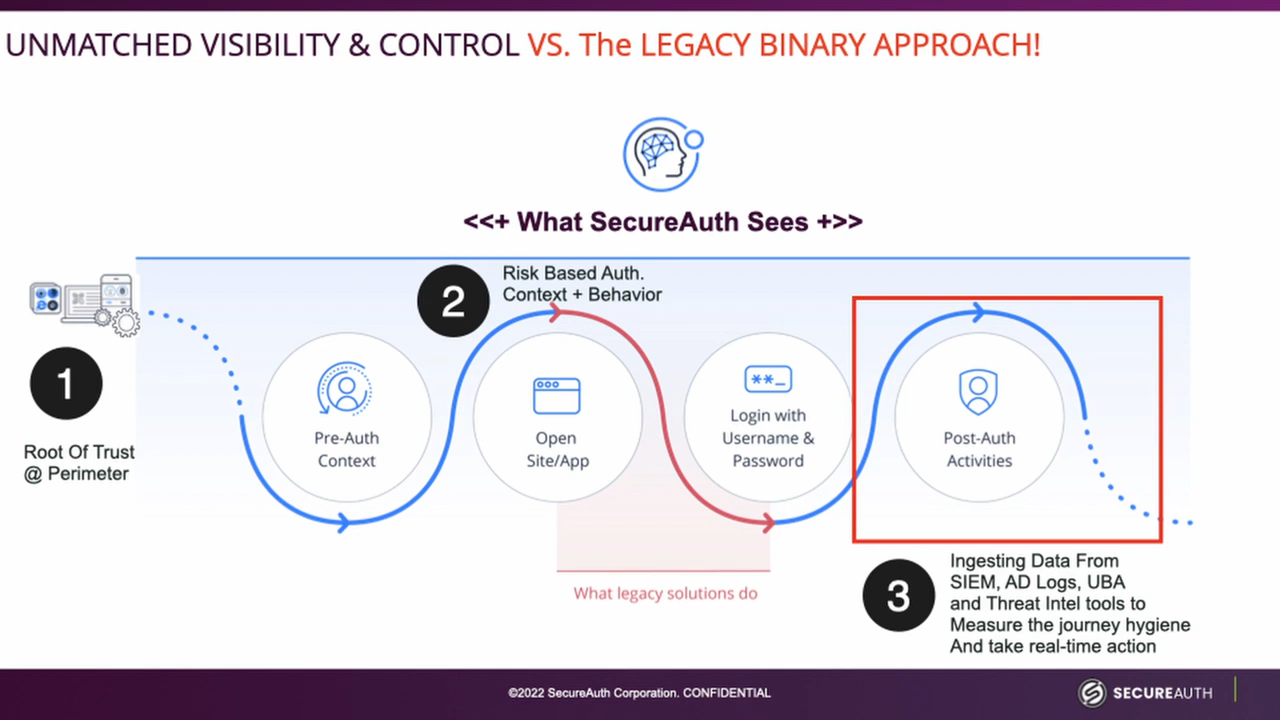 UNMATCHED VISIBILITY & CONTROL VS. The LEGACY BINARY APPROACH!
<<+ What SecureAuth Sees +>>
1
Root Of Trust
@ Perimeter
2
Risk Based Auth.
Context + Behavior
Pre-Auth
Context
Open
Site/App
**_
Login with
Username &
Password
Post-Auth
Activities
What legacy solutions do
3
Ingesting Data From
SIEM, AD Logs, UBA
and Threat Intel tools to
Measure the journey hygiene
And take real-time action
©2022 SecureAuth Corporation. CONFIDENTIAL
SECUREAUTH